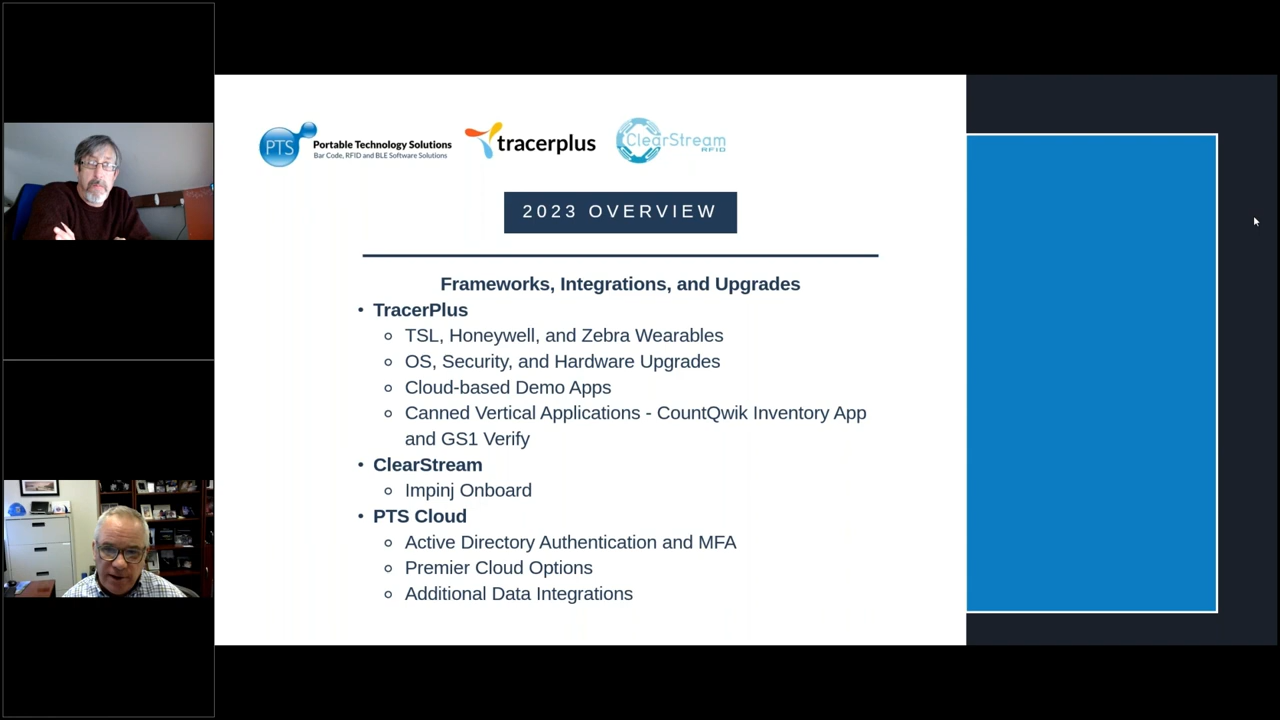 PTS
Portable Technology Solutions
Bar Code, RFID and BLE Software Solutions
tracerplus
ClearStream
RFID
2023 OVERVIEW
Frameworks, Integrations, and Upgrades
• TracerPlus
○ TSL, Honeywell, and Zebra Wearables
○ OS, Security, and Hardware Upgrades
○ Cloud-based Demo Apps
○ Canned Vertical Applications - CountQwik Inventory App
and GS1 Verify
• ClearStream
○ Impinj Onboard
• PTS Cloud
○ Active Directory Authentication and MFA
○ Premier Cloud Options
○ Additional Data Integrations